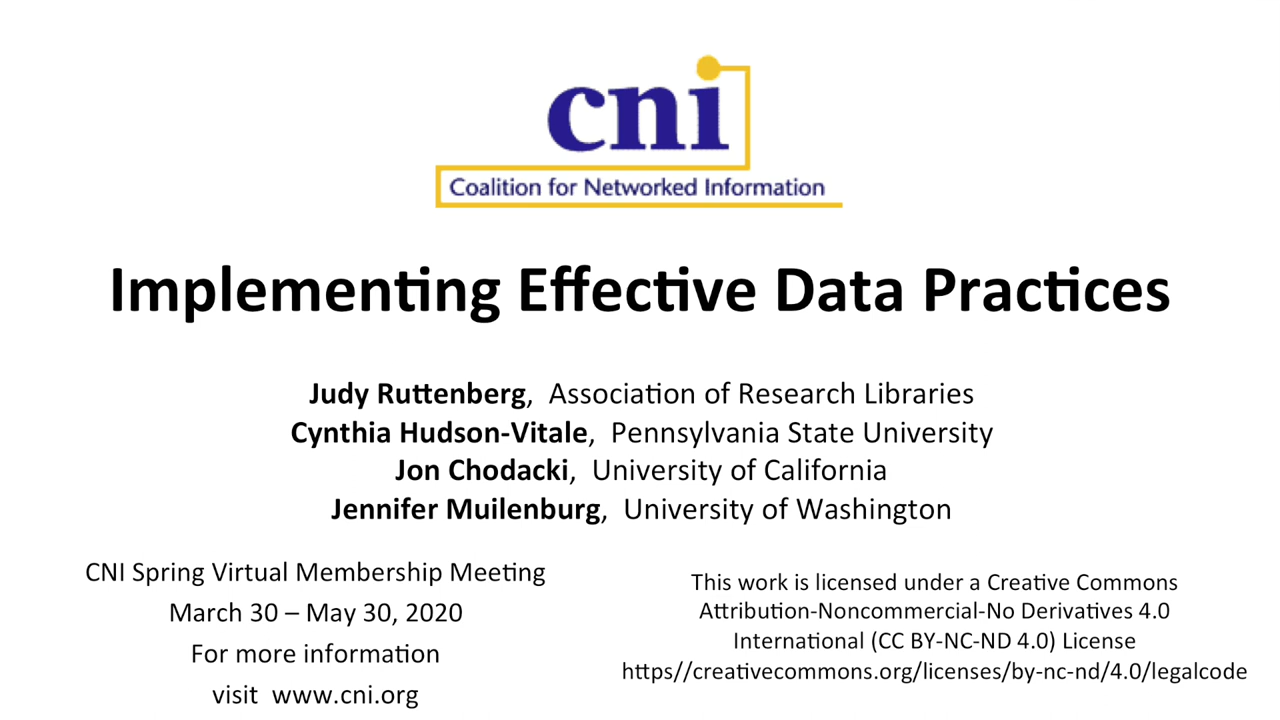 cni
Coalition for Networked Information
Implementing Effective Data Practices
Judy Ruttenberg,  Association of Research Libraries
Cynthia Hudson-Vitale,  Pennsylvania State University
Jon Chodacki,  University of California
Jennifer Muilenburg,  University of Washington
CNI Spring Virtual Membership Meeting
March 30 – May 30, 2020
For more information
visit  www.cni.org
This work is licensed under a Creative Commons
Attribution-Noncommercial-No Derivatives 4.0
International (CC BY-NC-ND 4.0) License
https//creativecommons.org/licenses/by-nc-nd/4.0/legalcode